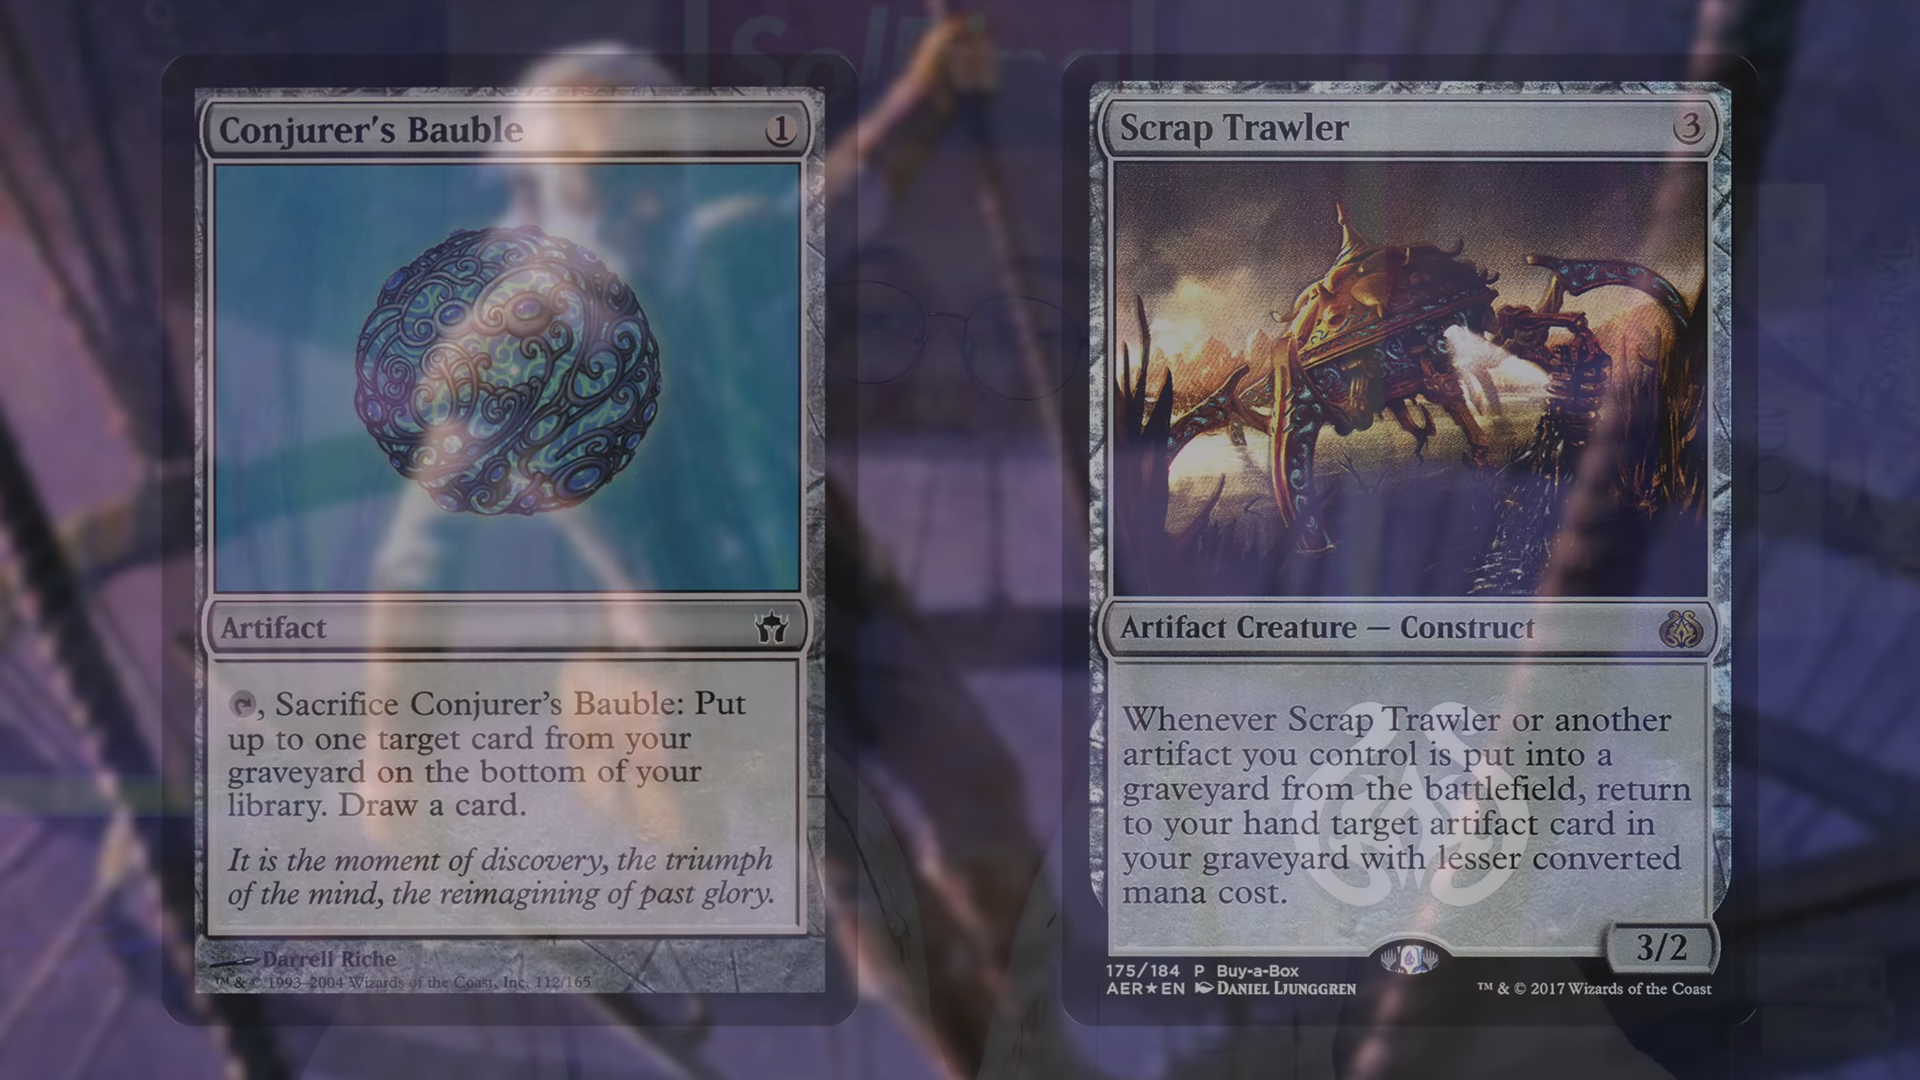 Conjurer's Bauble 1
Artifact
, Sacrifice Conjurer's Bauble: Put
up to one target card from your
graveyard on the bottom of your
library. Draw a card.
It is the moment of discovery, the triumph
of the mind, the reimagining of past glory.
Darrell Riche
™ & © 1993–2004 Wizards of the Coast, Inc. 112/165
Scrap Trawler 3
Artifact Creature — Construct
Whenever Scrap Trawler or another
artifact you control is put into a
graveyard from the battlefield, return
to your hand target artifact card in
your graveyard with lesser converted
mana cost.
3/2
175/184 P Buy-a-Box
AER★EN DANIEL LJUNGGREN
™ & © 2017 Wizards of the Coast